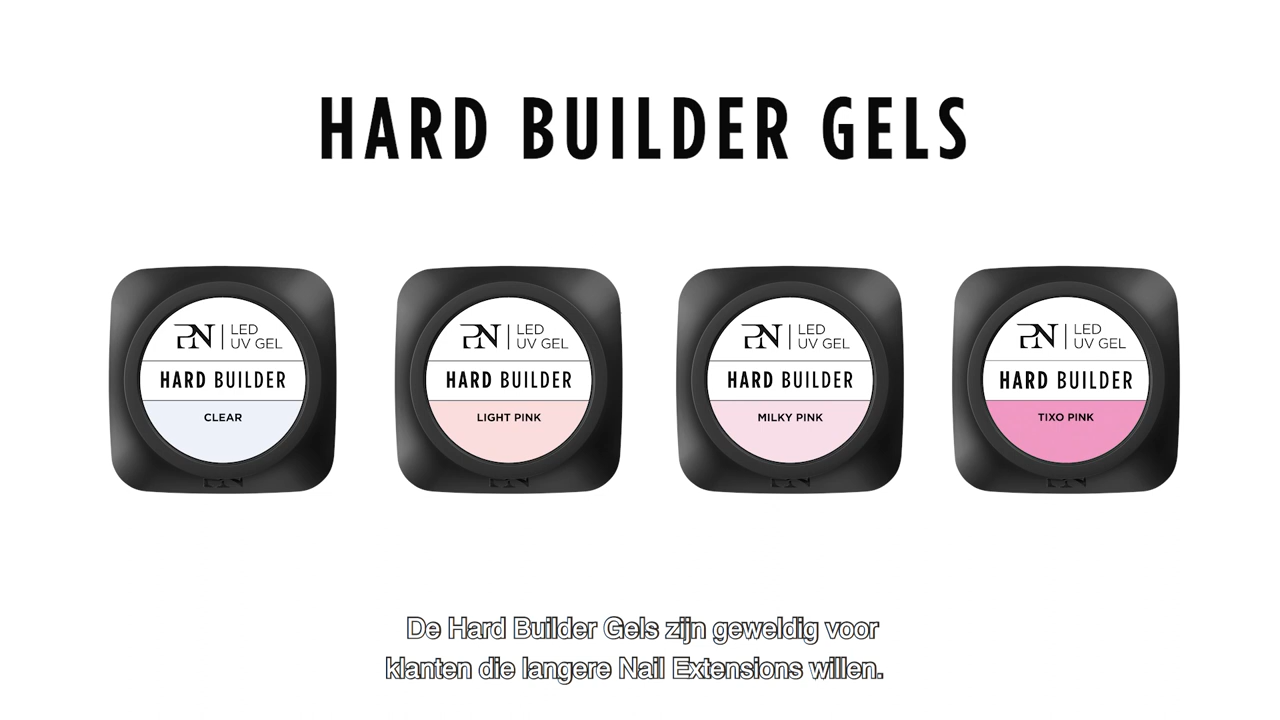 HARD BUILDER GELS
PN | LED UV GEL
HARD BUILDER
CLEAR
PN | LED UV GEL
HARD BUILDER
LIGHT PINK
PN | LED UV GEL
HARD BUILDER
MILKY PINK
PN | LED UV GEL
HARD BUILDER
TIXO PINK
De Hard Builder Gels zijn geweldig voor
klanten die langere Nail Extensions willen.